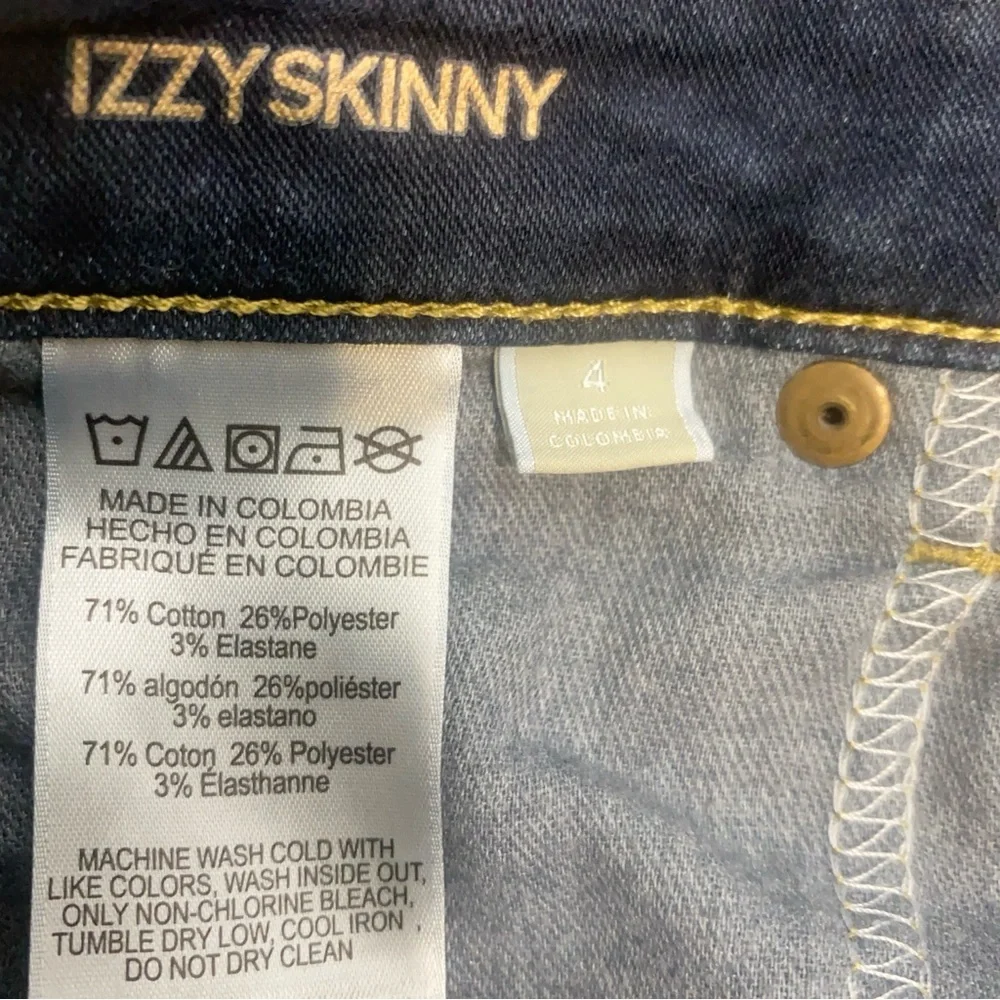 IZZY SKINNY
4
MADE IN
COLOMBIA
MADE IN COLOMBIA
HECHO EN COLOMBIA
FABRIQUÉ EN COLOMBIE
71% Cotton 26%Polyester
3% Elastane
71% algodón 26%poliéster
3% elastano
71% Coton 26% Polyester
3% Élasthanne
MACHINE WASH COLD WITH
LIKE COLORS, WASH INSIDE OUT,
ONLY NON-CHLORINE BLEACH,
TUMBLE DRY LOW, COOL IRON ,
DO NOT DRY CLEAN